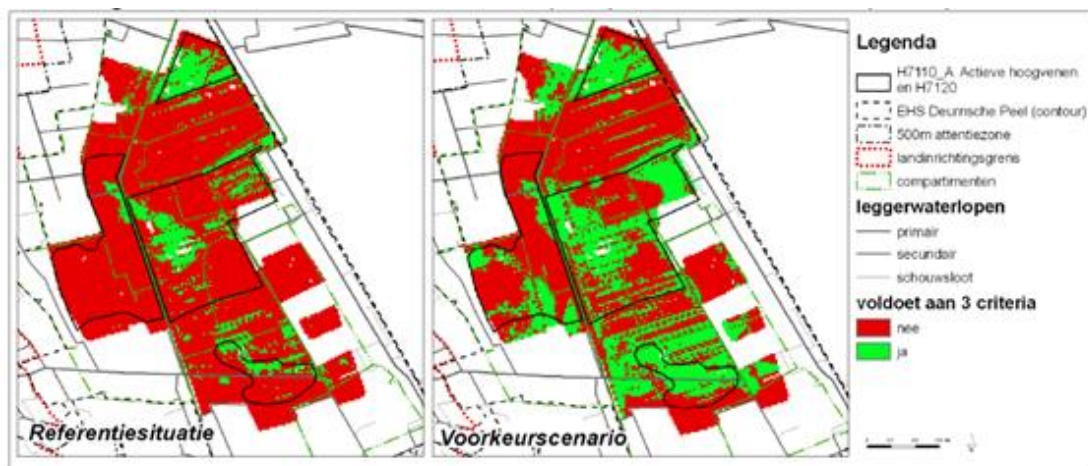 Referentiesituatie
Voorkeurscenario
Legenda
H7110_A Actieve hoogvenen
en H7120
EHS Deurnsche Peel (contour)
500m attentiezone
landinrichtingsgrens
compartimenten
leggerwaterlopen
primair
secundair
schouwsloot
voldoet aan 3 criteria
nee
ja